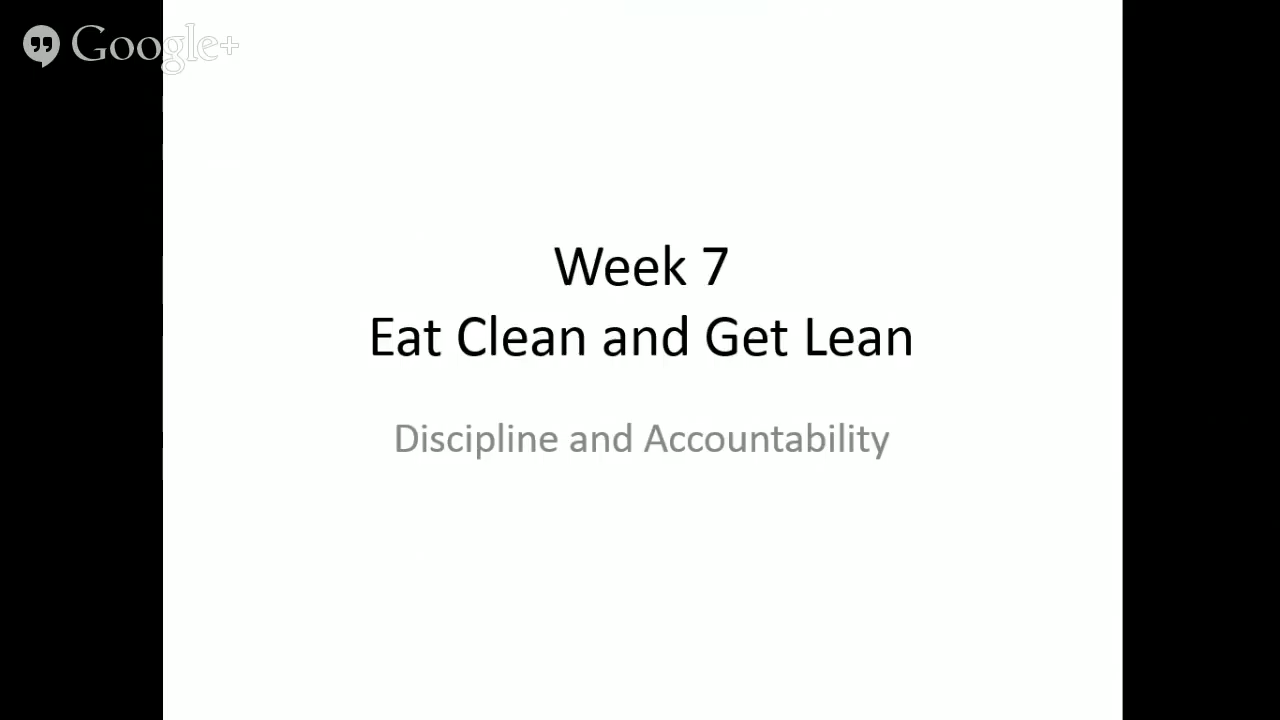 Google+
Week 7
Eat Clean and Get Lean
Discipline and Accountability